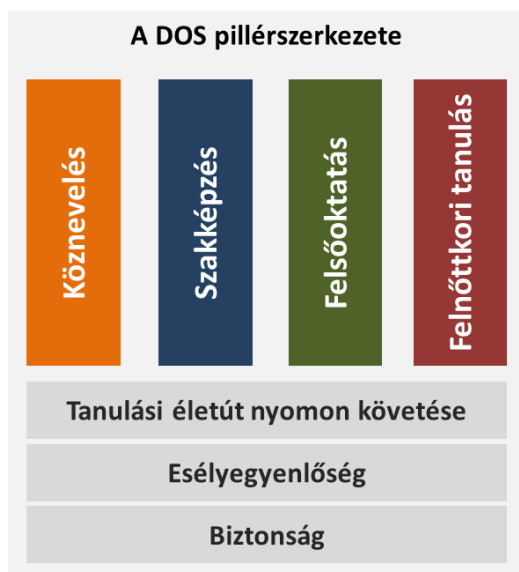 A DOS pillérszerkezete
Köznevelés
Szakképzés
Felsőoktatás
Felnőttkori tanulás
Tanulási életút nyomon követése
Esélyegyenlőség
Biztonság